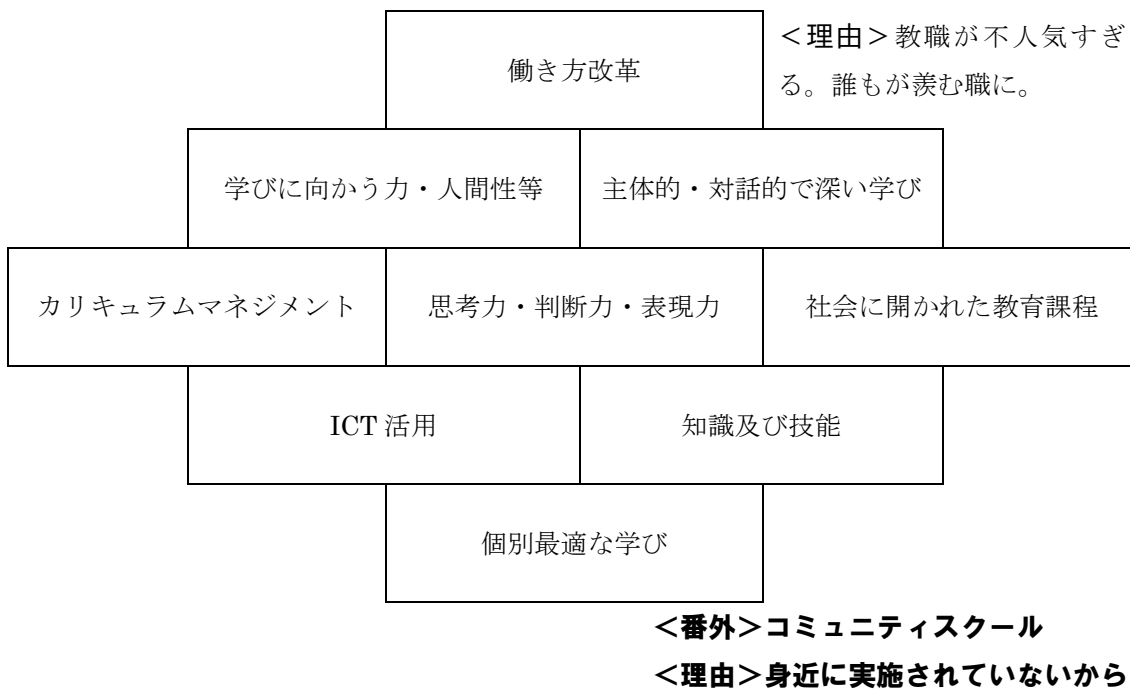 働き方改革
<理由>教職が不人気すぎ
る。誰もが羨む職に。
学びに向かう力・人間性等
主体的・対話的で深い学び
カリキュラムマネジメント
思考力・判断力・表現力
社会に開かれた教育課程
ICT 活用
知識及び技能
個別最適な学び
<番外>コミュニティスクール
<理由>身近に実施されていないから